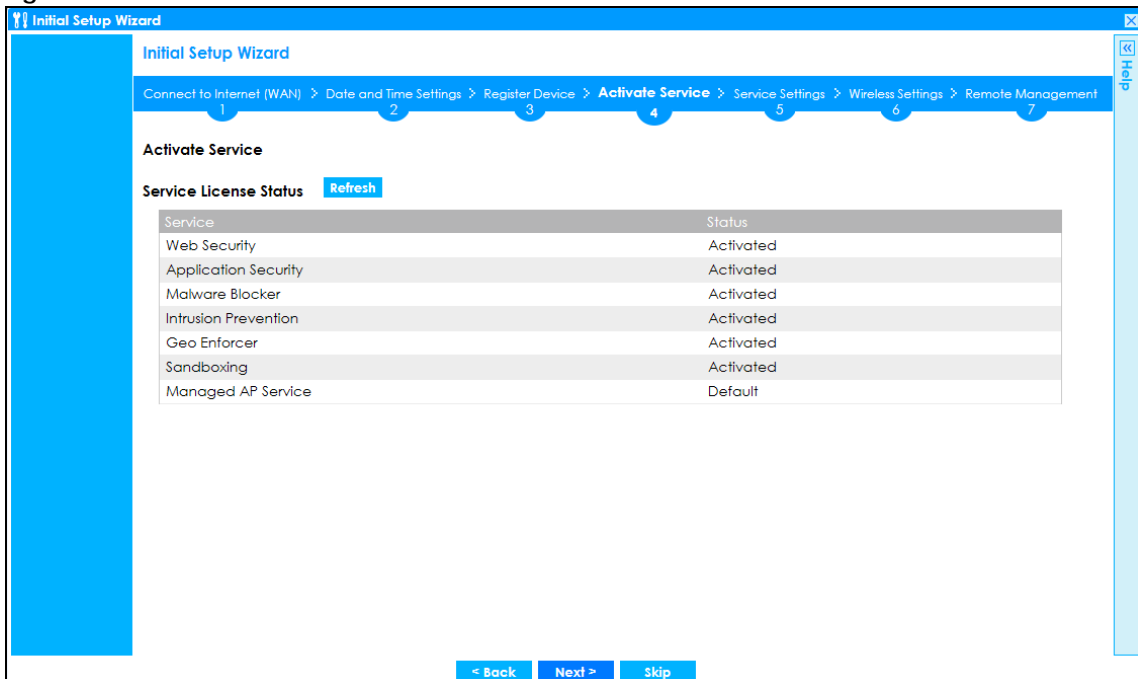 Initial Setup Wizard
Help
Initial Setup Wizard
Connect to Internet (WAN) > Date and Time Settings > Register Device > Activate Service > Service Settings > Wireless Settings > Remote Management
1 2 3 4 5 6 7
Activate Service
Service License Status Refresh
Service Status
Web Security Activated
Application Security Activated
Malware Blocker Activated
Intrusion Prevention Activated
Geo Enforcer Activated
Sandboxing Activated
Managed AP Service Default
< Back Next > Skip